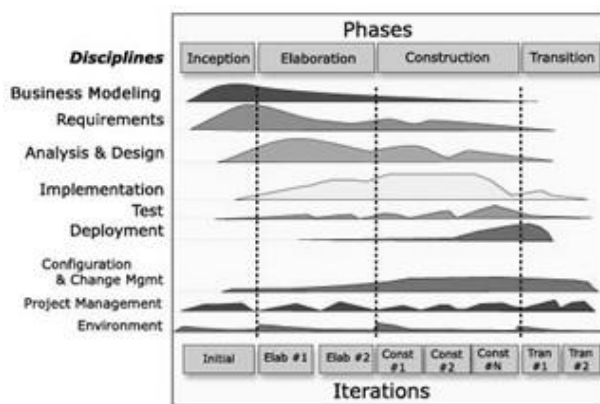 Phases
Disciplines
Inception
Elaboration
Construction
Transition
Business Modeling
Requirements
Analysis & Design
Implementation
Test
Deployment
Configuration
& Change Mgmt
Project Management
Environment
Initial
Elab #1
Elab #2
Const
#1
Const
#2
Const
#N
Tran
#1
Tran
#2
Iterations